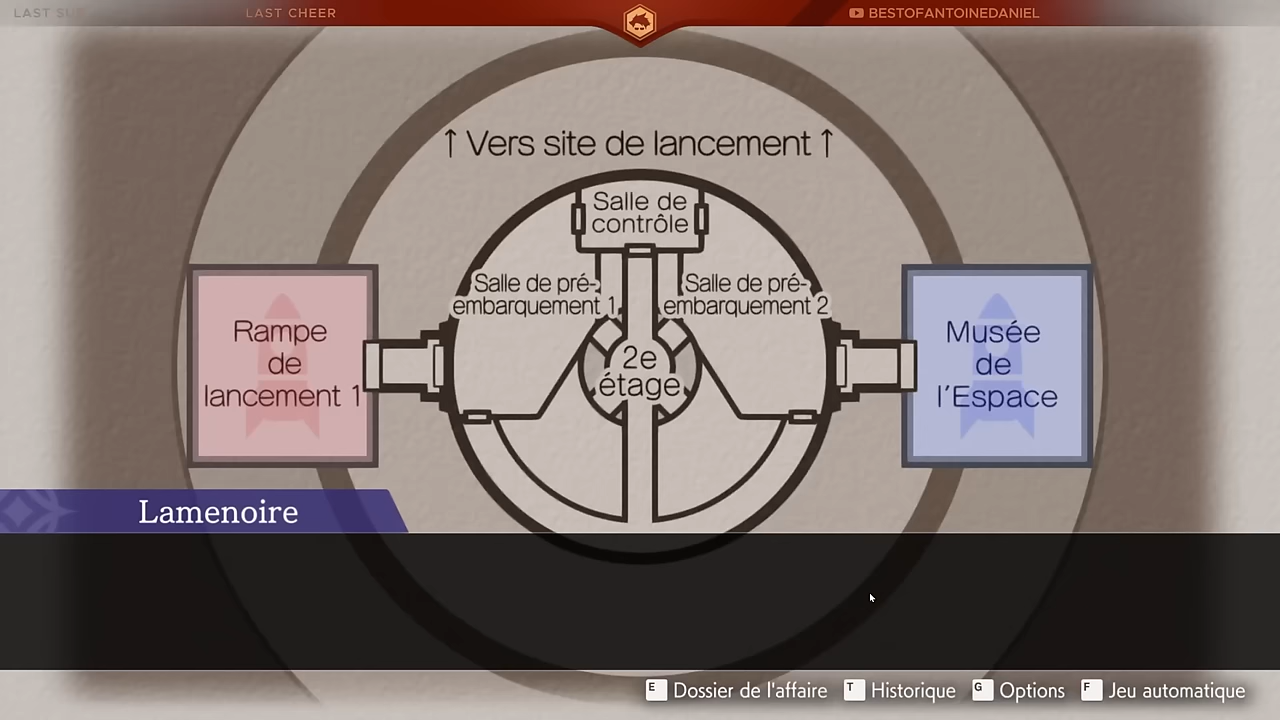 LAST CHEER
BESTOFANTOINEDANIEL
↑ Vers site de lancement ↑
Salle de
contrôle
Salle de pré-
embarquement 1
Salle de pré-
embarquement 2
2e
étage
Rampe
de
lancement 1
Musée
de
l'Espace
Lamenoire
E Dossier de l'affaire
T Historique
G Options
F Jeu automatique